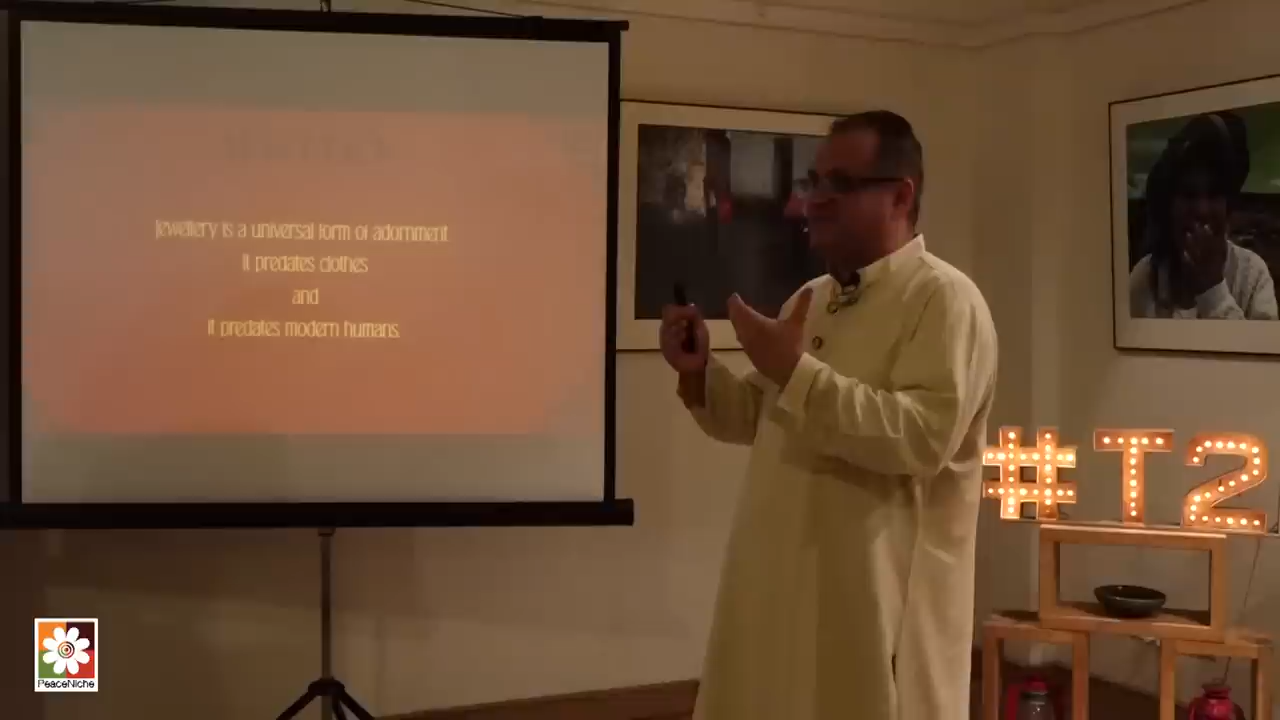 Jewellery is a universal form of adornment
It predates clothes
and
it predates modern humans.
#T2
PeaceNiche